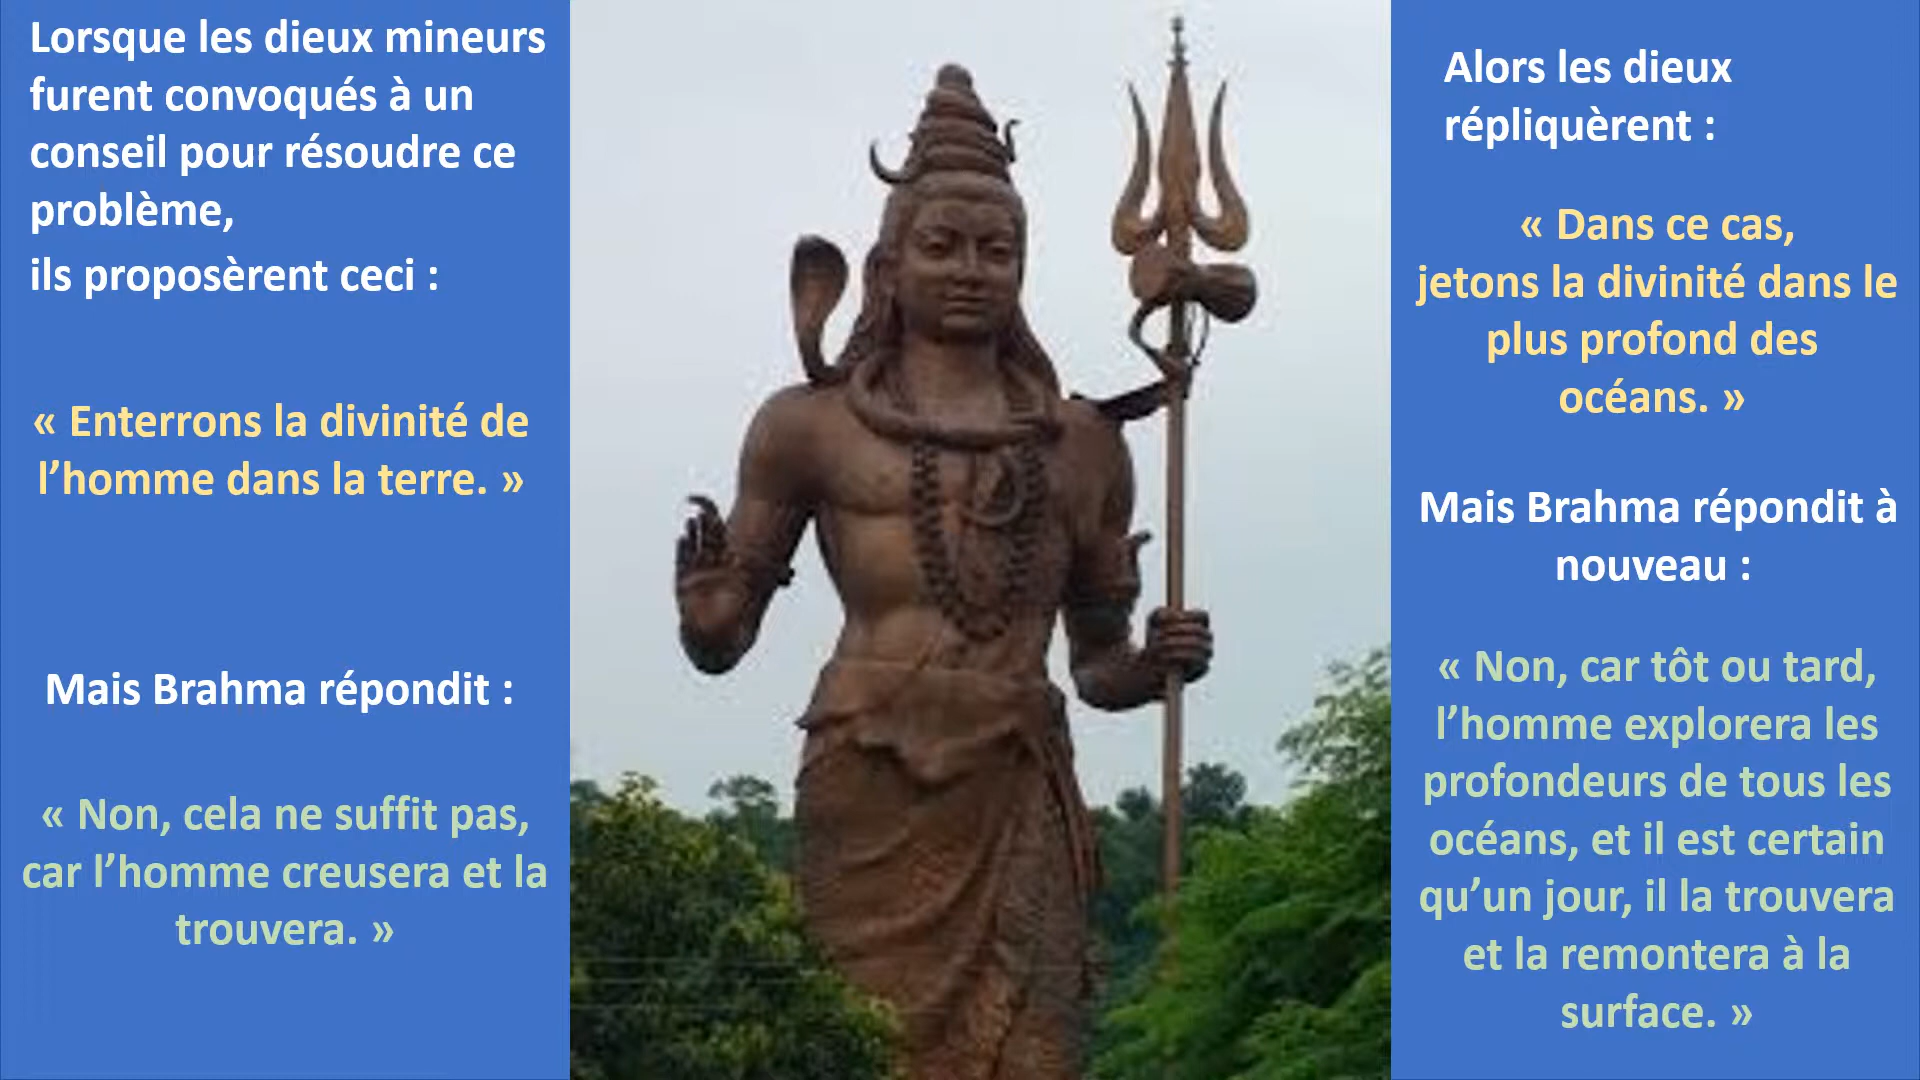 Lorsque les dieux mineurs
furent convoqués à un
conseil pour résoudre ce
problème,
ils proposèrent ceci :
« Enterrons la divinité de
l’homme dans la terre. »
Mais Brahma répondit :
« Non, cela ne suffit pas,
car l’homme creusera et la
trouvera. »
Alors les dieux
répliquèrent :
« Dans ce cas,
jetons la divinité dans le
plus profond des
océans. »
Mais Brahma répondit à
nouveau :
« Non, car tôt ou tard,
l’homme explorera les
profondeurs de tous les
océans, et il est certain
qu’un jour, il la trouvera
et la remontera à la
surface. »